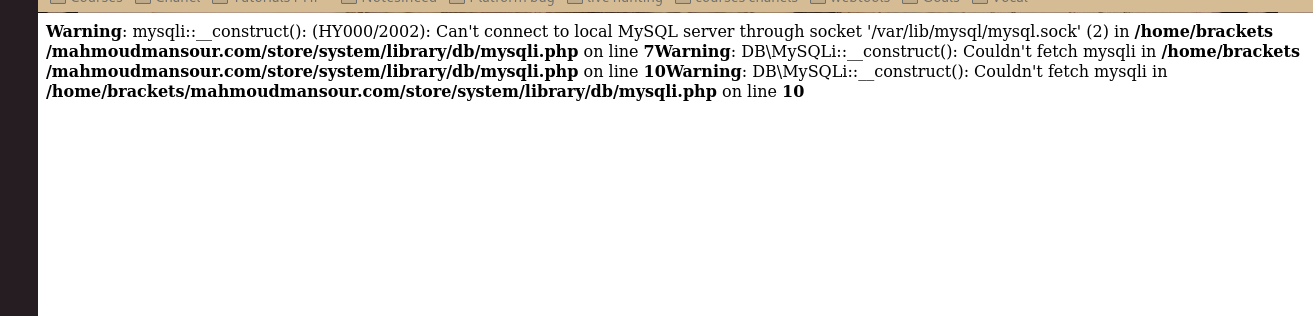 Warning: mysqli::__construct(): (HY000/2002): Can't connect to local MySQL server through socket '/var/lib/mysql/mysql.sock' (2) in /home/brackets
/mahmoudmansour.com/store/system/library/db/mysqli.php on line 7Warning: DB\MySQLi::__construct(): Couldn't fetch mysqli in /home/brackets
/mahmoudmansour.com/store/system/library/db/mysqli.php on line 10Warning: DB\MySQLi::__construct(): Couldn't fetch mysqli in
/home/brackets/mahmoudmansour.com/store/system/library/db/mysqli.php on line 10